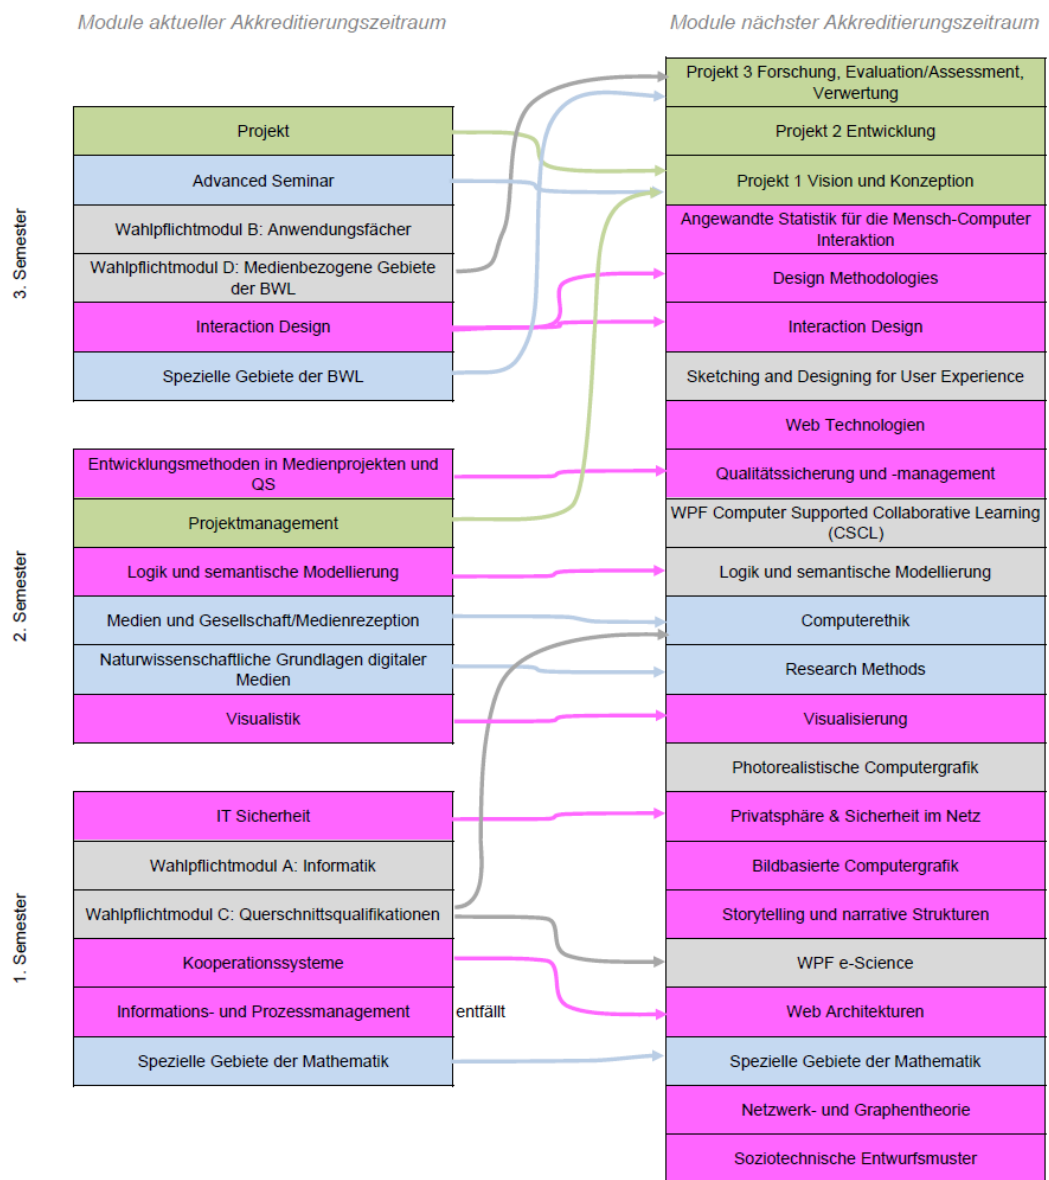 Module aktueller Akkreditierungszeitraum
3. Semester
Projekt
Advanced Seminar
Wahlpflichtmodul B: Anwendungsfächer
Wahlpflichtmodul D: Medienbezogene Gebiete
der BWL
Interaction Design
Spezielle Gebiete der BWL
2. Semester
Entwicklungsmethoden in Medienprojekten und
QS
Projektmanagement
Logik und semantische Modellierung
Medien und Gesellschaft/Medienrezeption
Naturwissenschaftliche Grundlagen digitaler
Medien
Visualistik
1. Semester
IT Sicherheit
Wahlpflichtmodul A: Informatik
Wahlpflichtmodul C: Querschnittsqualifikationen
Kooperationssysteme
Informations- und Prozessmanagement
entfällt
Spezielle Gebiete der Mathematik
Module nächster Akkreditierungszeitraum
Projekt 3 Forschung, Evaluation/Assessment,
Verwertung
Projekt 2 Entwicklung
Projekt 1 Vision und Konzeption
Angewandte Statistik für die Mensch-Computer
Interaktion
Design Methodologies
Interaction Design
Sketching and Designing for User Experience
Web Technologien
Qualitätssicherung und -management
WPF Computer Supported Collaborative Learning
(CSCL)
Logik und semantische Modellierung
Computerethik
Research Methods
Visualisierung
Photorealistische Computergrafik
Privatsphäre & Sicherheit im Netz
Bildbasierte Computergrafik
Storytelling und narrative Strukturen
WPF e-Science
Web Architekturen
Spezielle Gebiete der Mathematik
Netzwerk- und Graphentheorie
Soziotechnische Entwurfsmuster